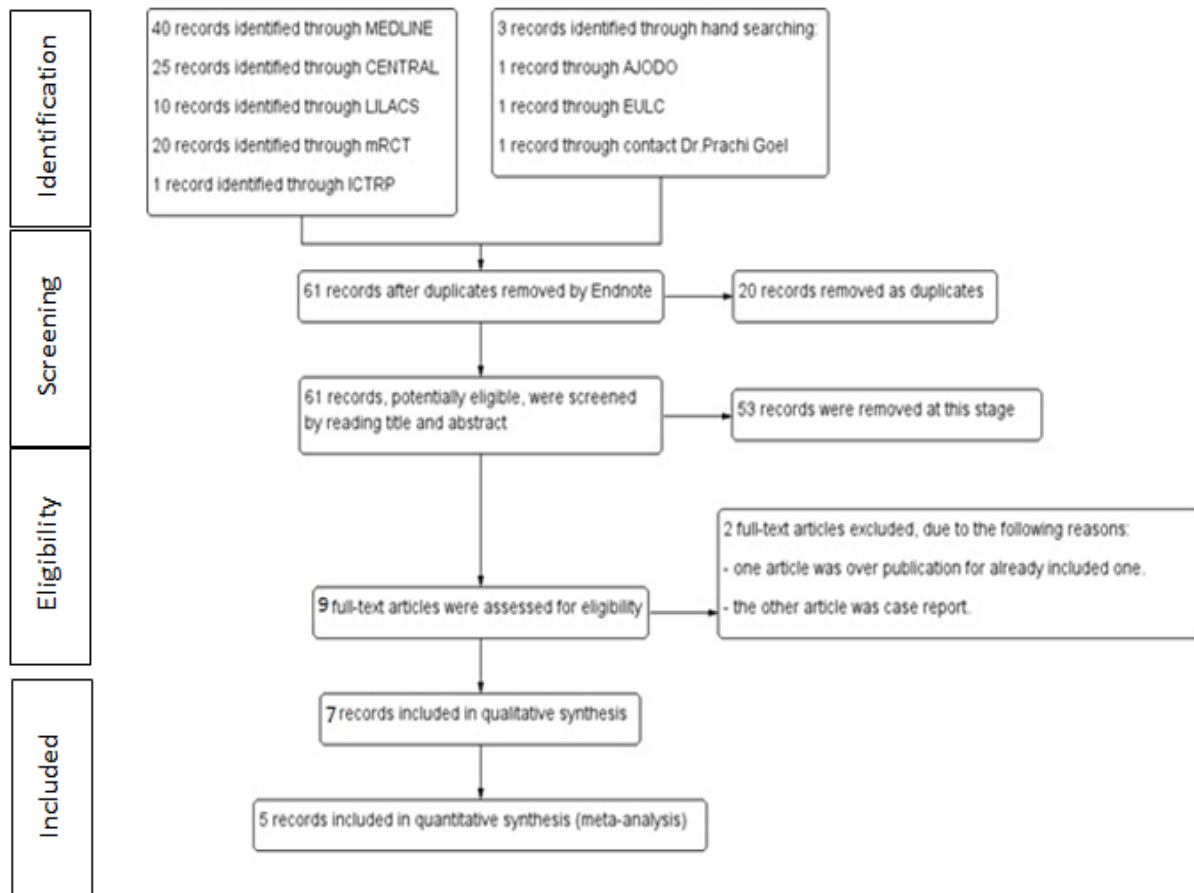 Identification
40 records identified through MEDLINE
25 records identified through CENTRAL
10 records identified through LILACS
20 records identified through mRCT
1 record identified through ICTRP
3 records identified through hand searching:
1 record through AJODO
1 record through EULC
1 record through contact Dr.Prachi Goel
Screening
61 records after duplicates removed by Endnote
20 records removed as duplicates
61 records, potentially eligible, were screened
by reading title and abstract
53 records were removed at this stage
Eligibility
9 full-text articles were assessed for eligibility
2 full-text articles excluded, due to the following reasons:
- one article was over publication for already included one.
- the other article was case report.
Included
7 records included in qualitative synthesis
5 records included in quantitative synthesis (meta-analysis)